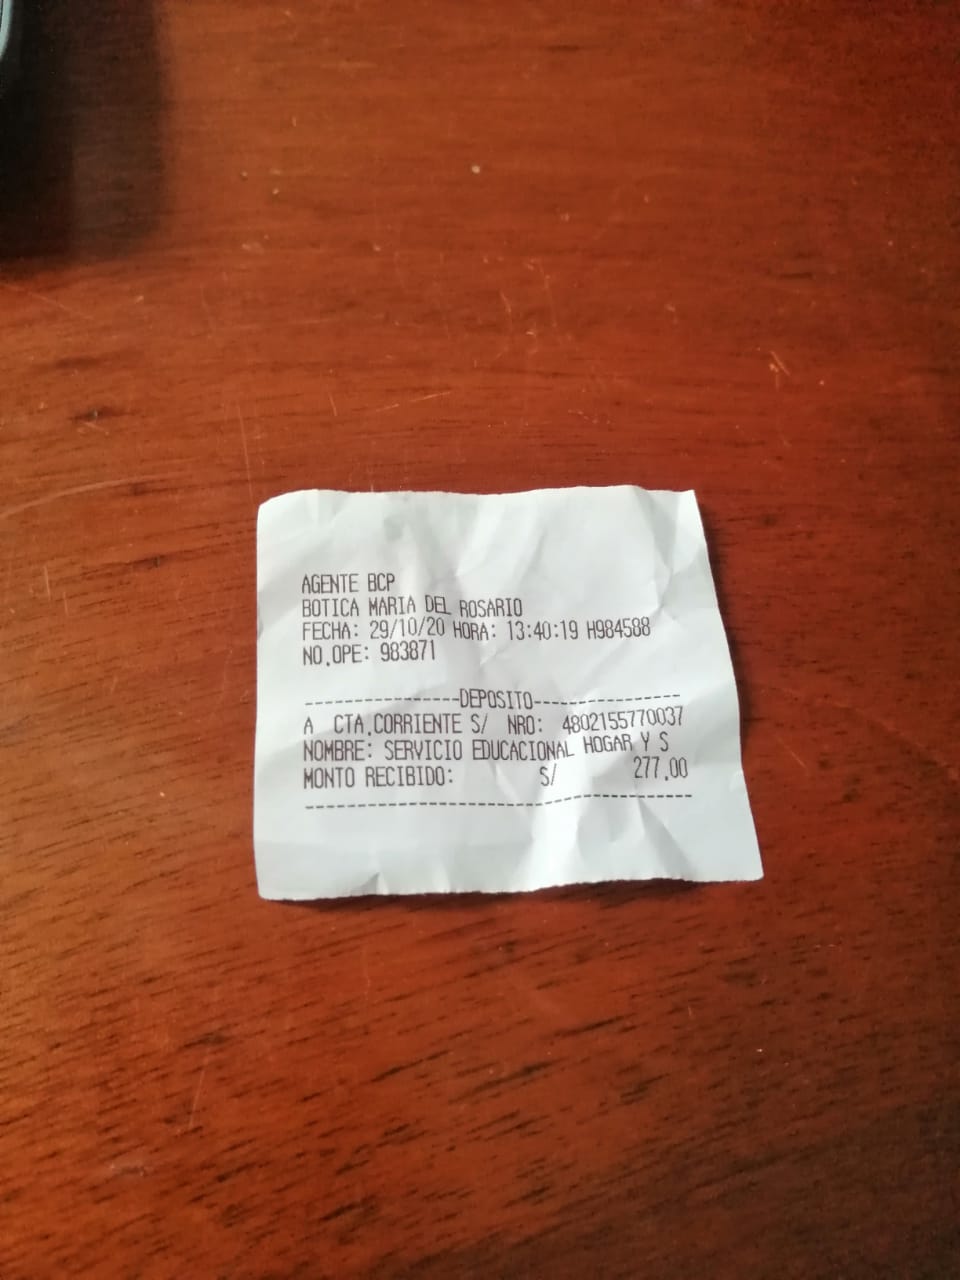 AGENTE BCP
BOTICA MARIA DEL ROSARIO
FECHA: 29/10/20 HORA: 13:40:19 H984588
NO.OPE: 983871
----------------DEPOSITO---------------
A CTA.CORRIENTE S/ NRO: 4802155770037
NOMBRE: SERVICIO EDUCACIONAL HOGAR Y S
MONTO RECIBIDO: S/ 277.00
----------------------------------------